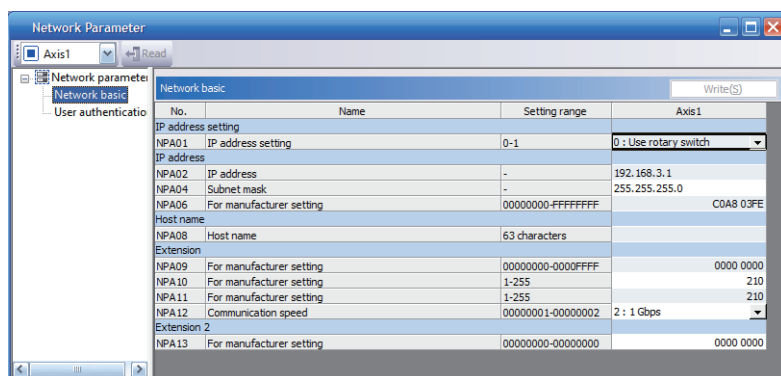 Network Parameter
Axis1 Read
Network parameter
Network basic
User authenticatio
Network basic Write(S)
No. Name Setting range Axis1
IP address setting
NPA01 IP address setting 0-1 0 : Use rotary switch
IP address
NPA02 IP address - 192.168.3.1
NPA04 Subnet mask - 255.255.255.0
NPA06 For manufacturer setting 00000000-FFFFFFFF C0A8 03FE
Host name
NPA08 Host name 63 characters
Extension
NPA09 For manufacturer setting 00000000-0000FFFF 0000 0000
NPA10 For manufacturer setting 1-255 210
NPA11 For manufacturer setting 1-255 210
NPA12 Communication speed 00000001-00000002 2 : 1 Gbps
Extension 2
NPA13 For manufacturer setting 00000000-00000000 0000 0000